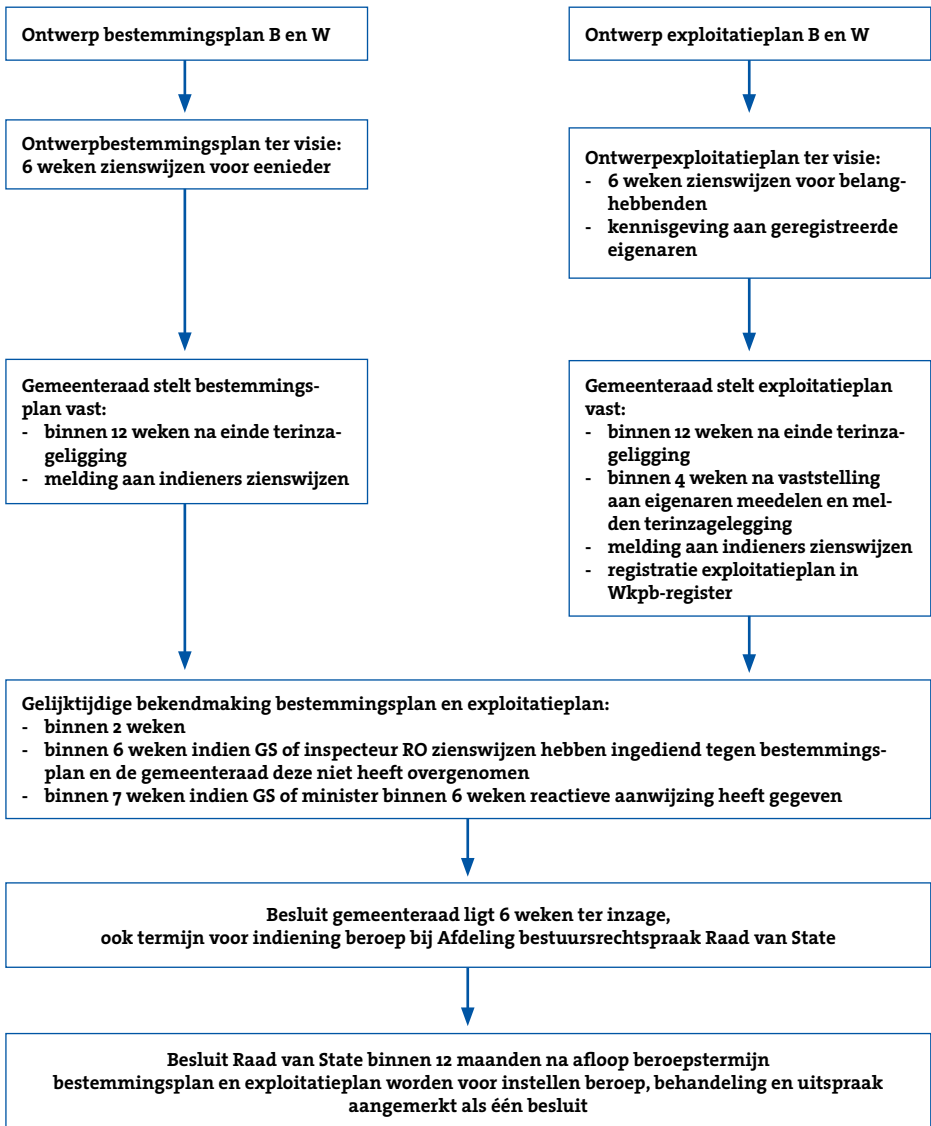 Ontwerp bestemmingsplan B en W
Ontwerpbestemmingsplan ter visie:
6 weken zienswijzen voor eenieder
Gemeenteraad stelt bestemmings-
plan vast:
- binnen 12 weken na einde terinza-
geligging
- melding aan indieners zienswijzen
Ontwerp exploitatieplan B en W
Ontwerpexploitatieplan ter visie:
- 6 weken zienswijzen voor belang-
hebbenden
- kennisgeving aan geregistreerde
eigenaren
Gemeenteraad stelt exploitatieplan
vast:
- binnen 12 weken na einde terinza-
geligging
- binnen 4 weken na vaststelling
aan eigenaren meedelen en mel-
den terinzagelegging
- melding aan indieners zienswijzen
- registratie exploitatieplan in
Wkpb-register
Gelijktijdige bekendmaking bestemmingsplan en exploitatieplan:
- binnen 2 weken
- binnen 6 weken indien GS of inspecteur RO zienswijzen hebben ingediend tegen bestemmings-
plan en de gemeenteraad deze niet heeft overgenomen
- binnen 7 weken indien GS of minister binnen 6 weken reactieve aanwijzing heeft gegeven
Besluit gemeenteraad ligt 6 weken ter inzage,
ook termijn voor indiening beroep bij Afdeling bestuursrechtspraak Raad van State
Besluit Raad van State binnen 12 maanden na afloop beroepstermijn
bestemmingsplan en exploitatieplan worden voor instellen beroep, behandeling en uitspraak
aangemerkt als één besluit